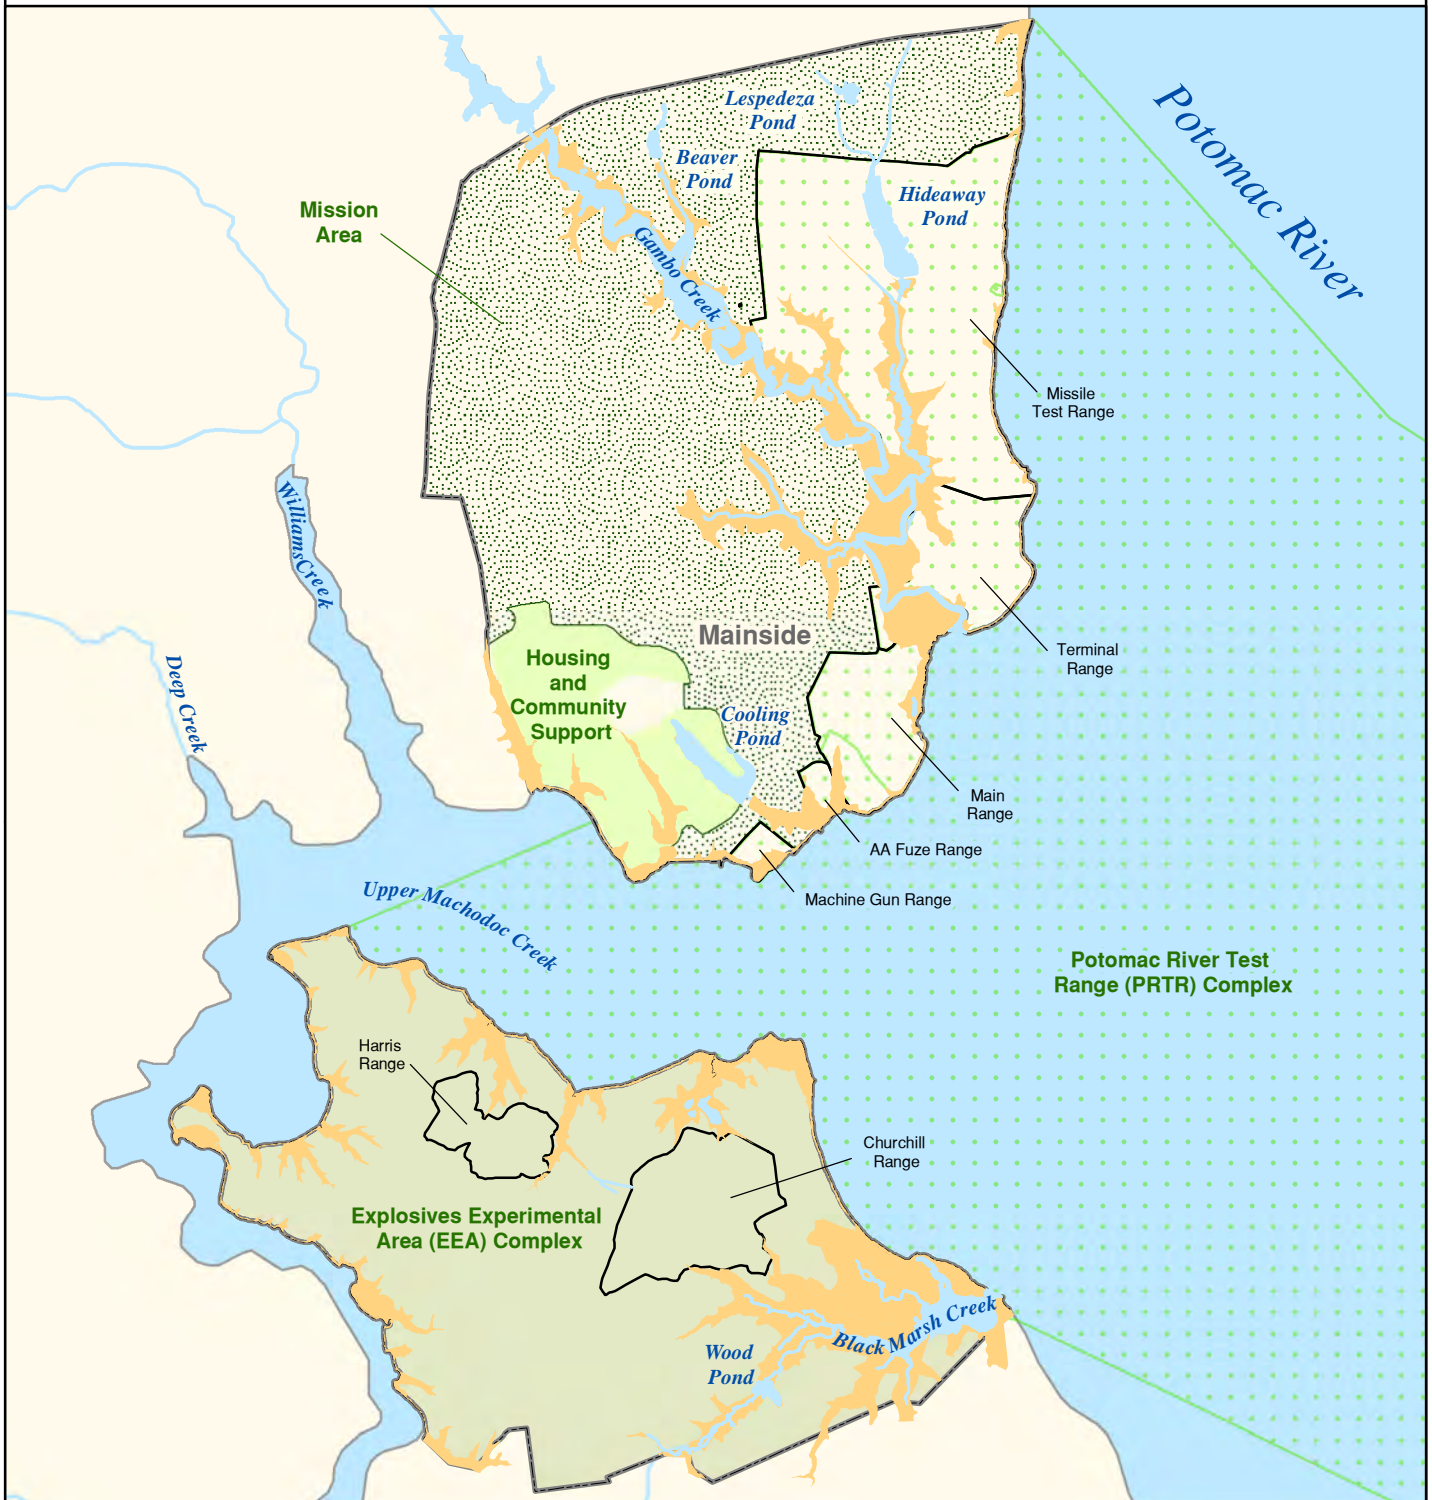 Potomac River
Lespedeza
Pond
Beaver
Pond
Hideaway
Pond
Mission
Area
Gambo Creek
Missile
Test Range
Williams Creek
Mainside
Terminal
Range
Housing
and
Community
Support
Deep Creek
Cooling
Pond
Main
Range
AA Fuze Range
Machine Gun Range
Upper Machodoc Creek
Potomac River Test
Range (PRTR) Complex
Harris
Range
Churchill
Range
Explosives Experimental
Area (EEA) Complex
Black Marsh Creek
Wood
Pond